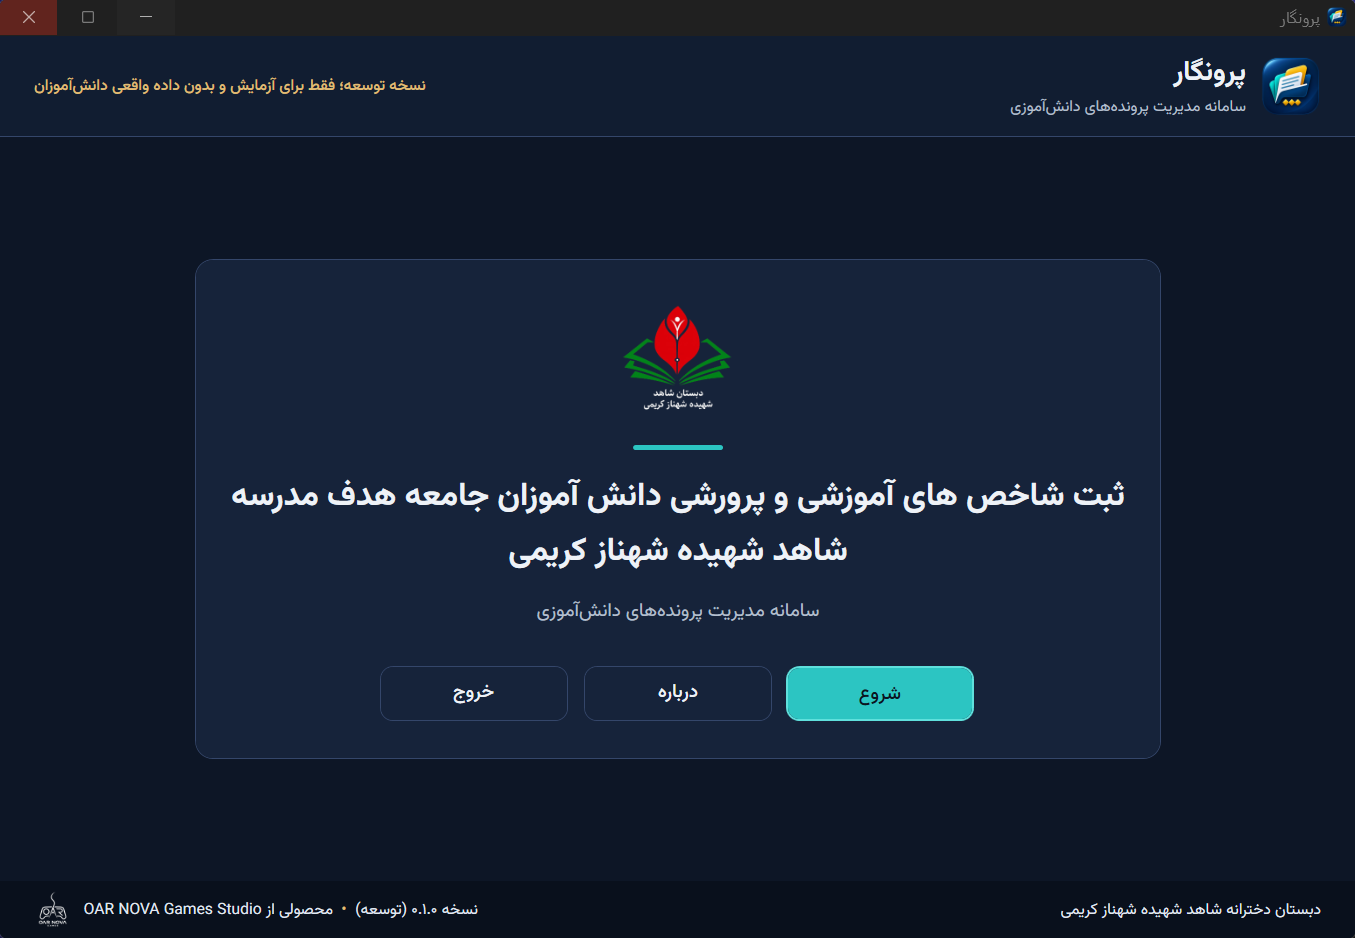 پرونگار
پرونگار
سامانه مدیریت پرونده‌های دانش‌آموزی
نسخه توسعه؛ فقط برای آزمایش و بدون داده واقعی دانش‌آموزان
دبستان شاهد
شهیده شهناز کریمی
ثبت شاخص های آموزشی و پرورشی دانش آموزان جامعه هدف مدرسه
شاهد شهیده شهناز کریمی
سامانه مدیریت پرونده‌های دانش‌آموزی
شروع
درباره
خروج
دبستان دخترانه شاهد شهیده شهناز کریمی
نسخه ۰.۱.۰ (توسعه) • محصولی از OAR NOVA Games Studio
OAR NOVA
GAMES